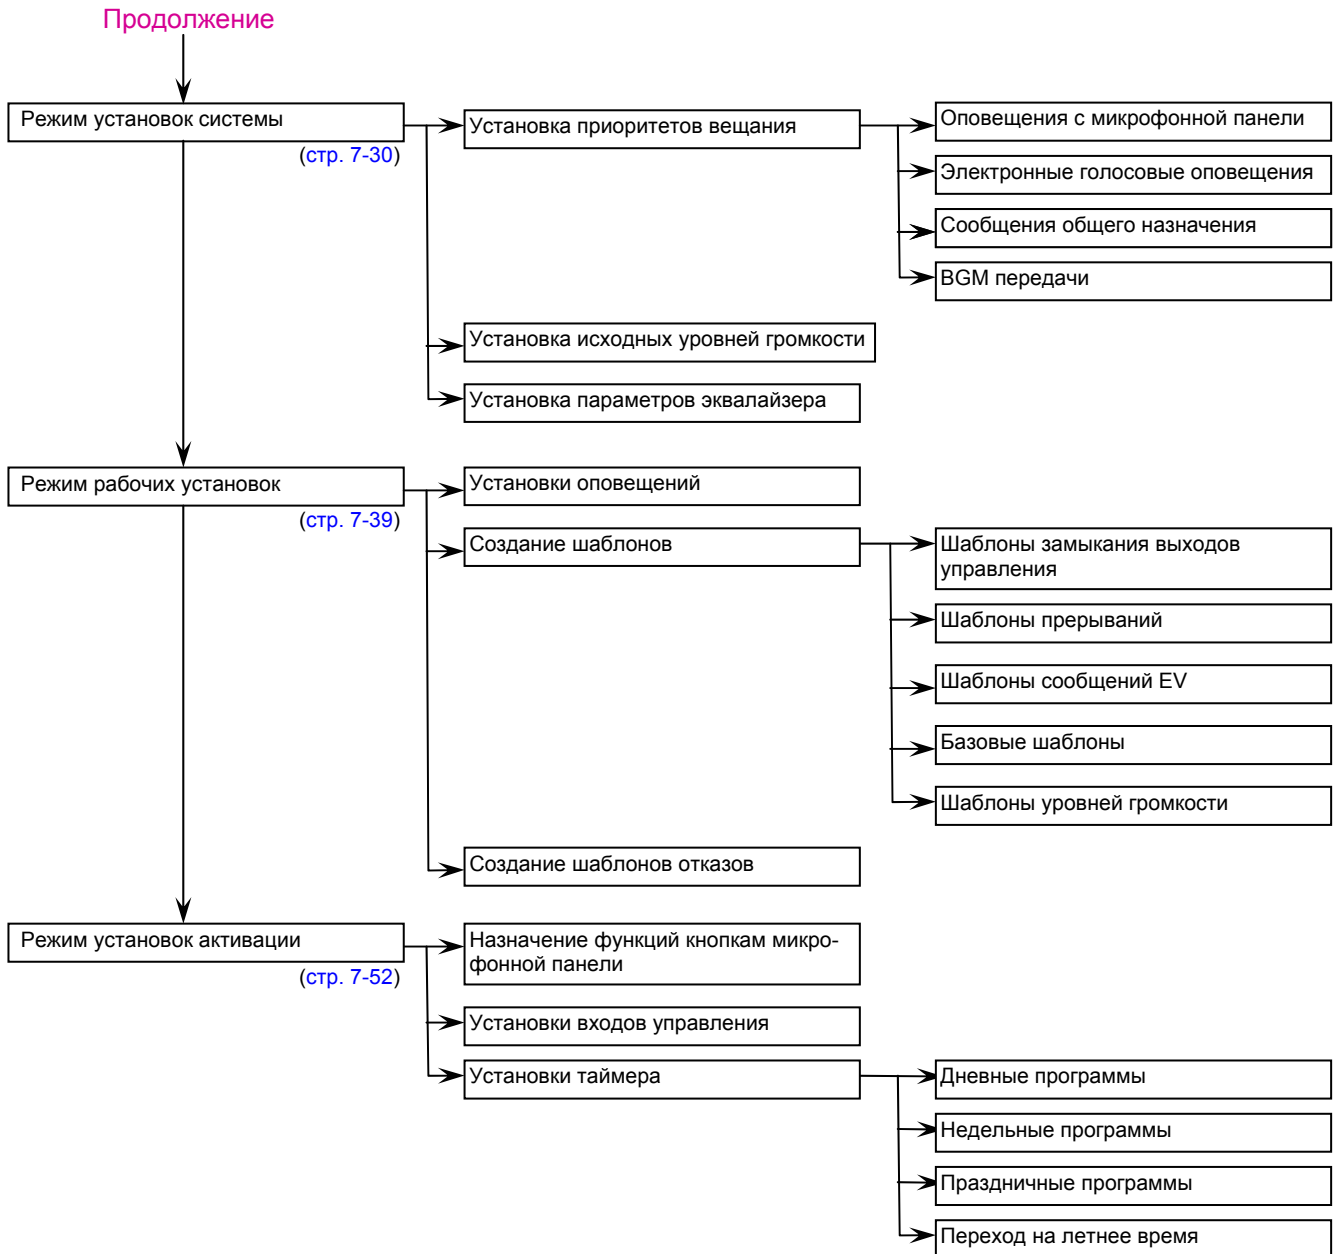 Продолжение
Режим установок системы
(стр. 7-30)
Установка приоритетов вещания
Оповещения с микрофонной панели
Электронные голосовые оповещения
Сообщения общего назначения
BGM передачи
Установка исходных уровней громкости
Установка параметров эквалайзера
Режим рабочих установок
(стр. 7-39)
Установки оповещений
Создание шаблонов
Шаблоны замыкания выходов
управления
Шаблоны прерываний
Шаблоны сообщений EV
Базовые шаблоны
Шаблоны уровней громкости
Создание шаблонов отказов
Режим установок активации
(стр. 7-52)
Назначение функций кнопкам микро-
фонной панели
Установки входов управления
Установки таймера
Дневные программы
Недельные программы
Праздничные программы
Переход на летнее время